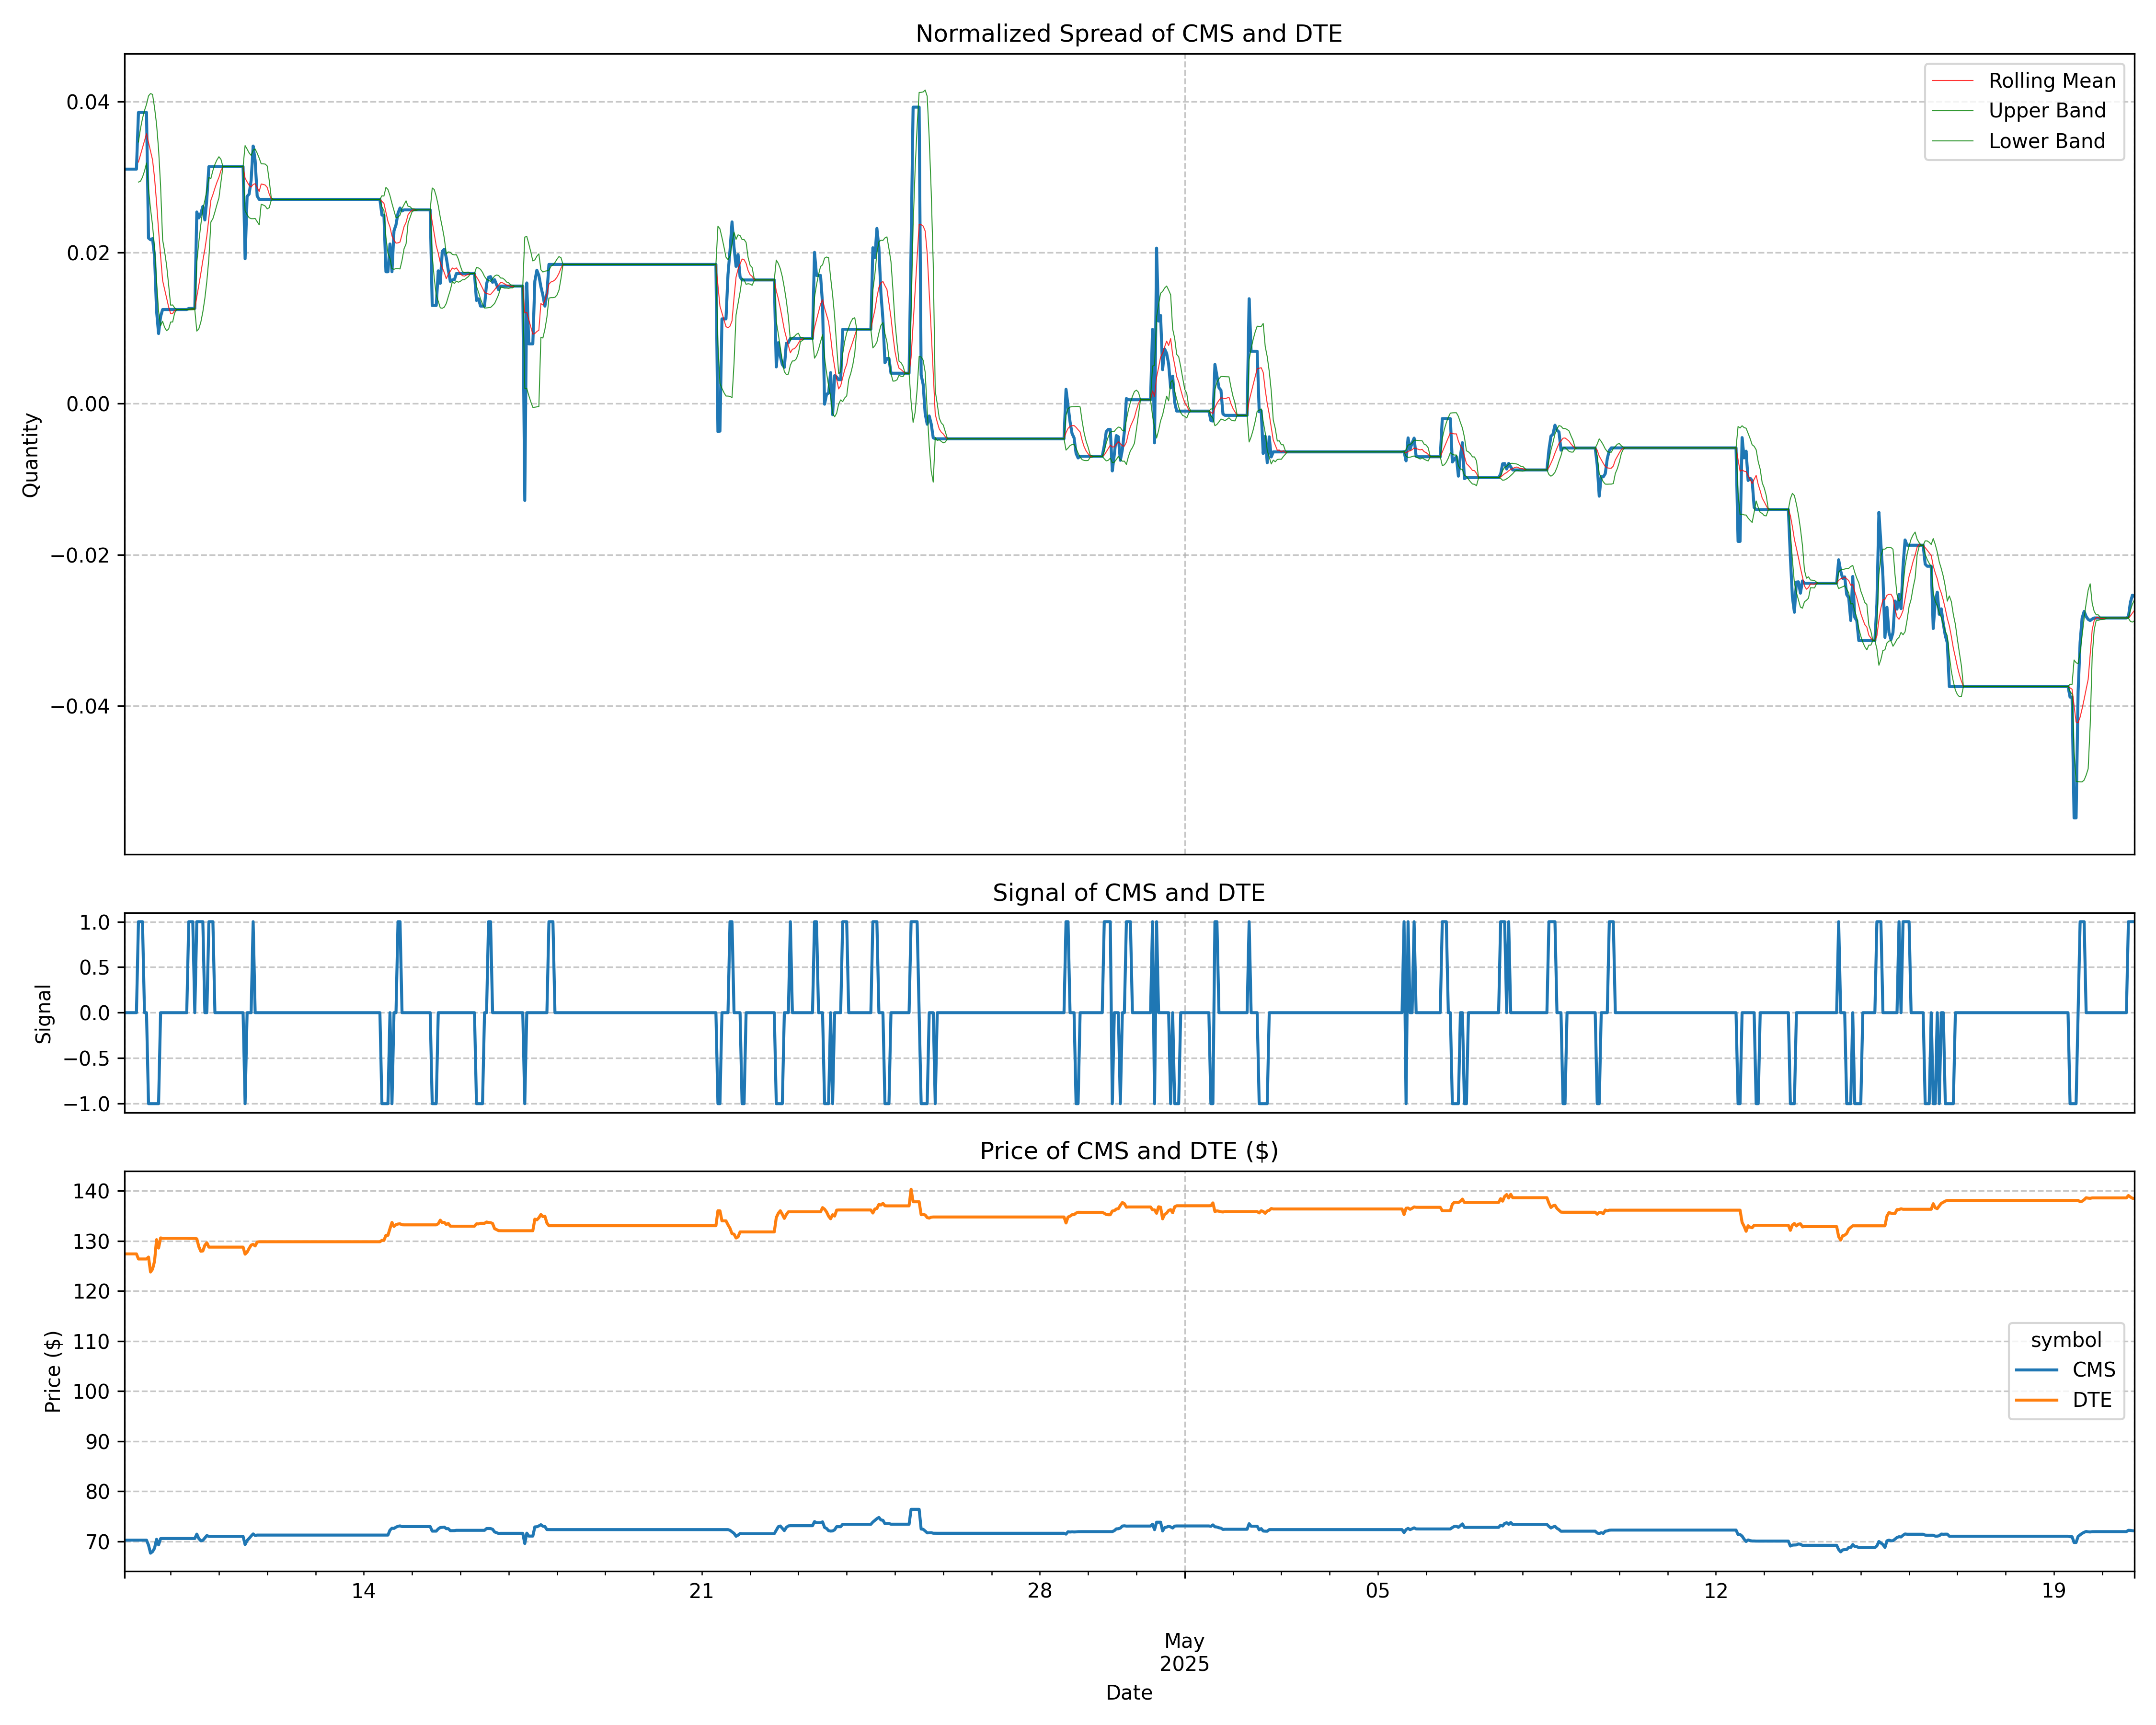 Normalized Spread of CMS and DTE
Rolling Mean
Upper Band
Lower Band
0.04
0.02
0.00
−0.02
−0.04
Quantity
Signal of CMS and DTE
1.0
0.5
0.0
−0.5
−1.0
Signal
Price of CMS and DTE ($)
140
130
120
110
100
90
80
70
Price ($)
symbol
CMS
DTE
14
21
28
05
12
19
May
2025
Date